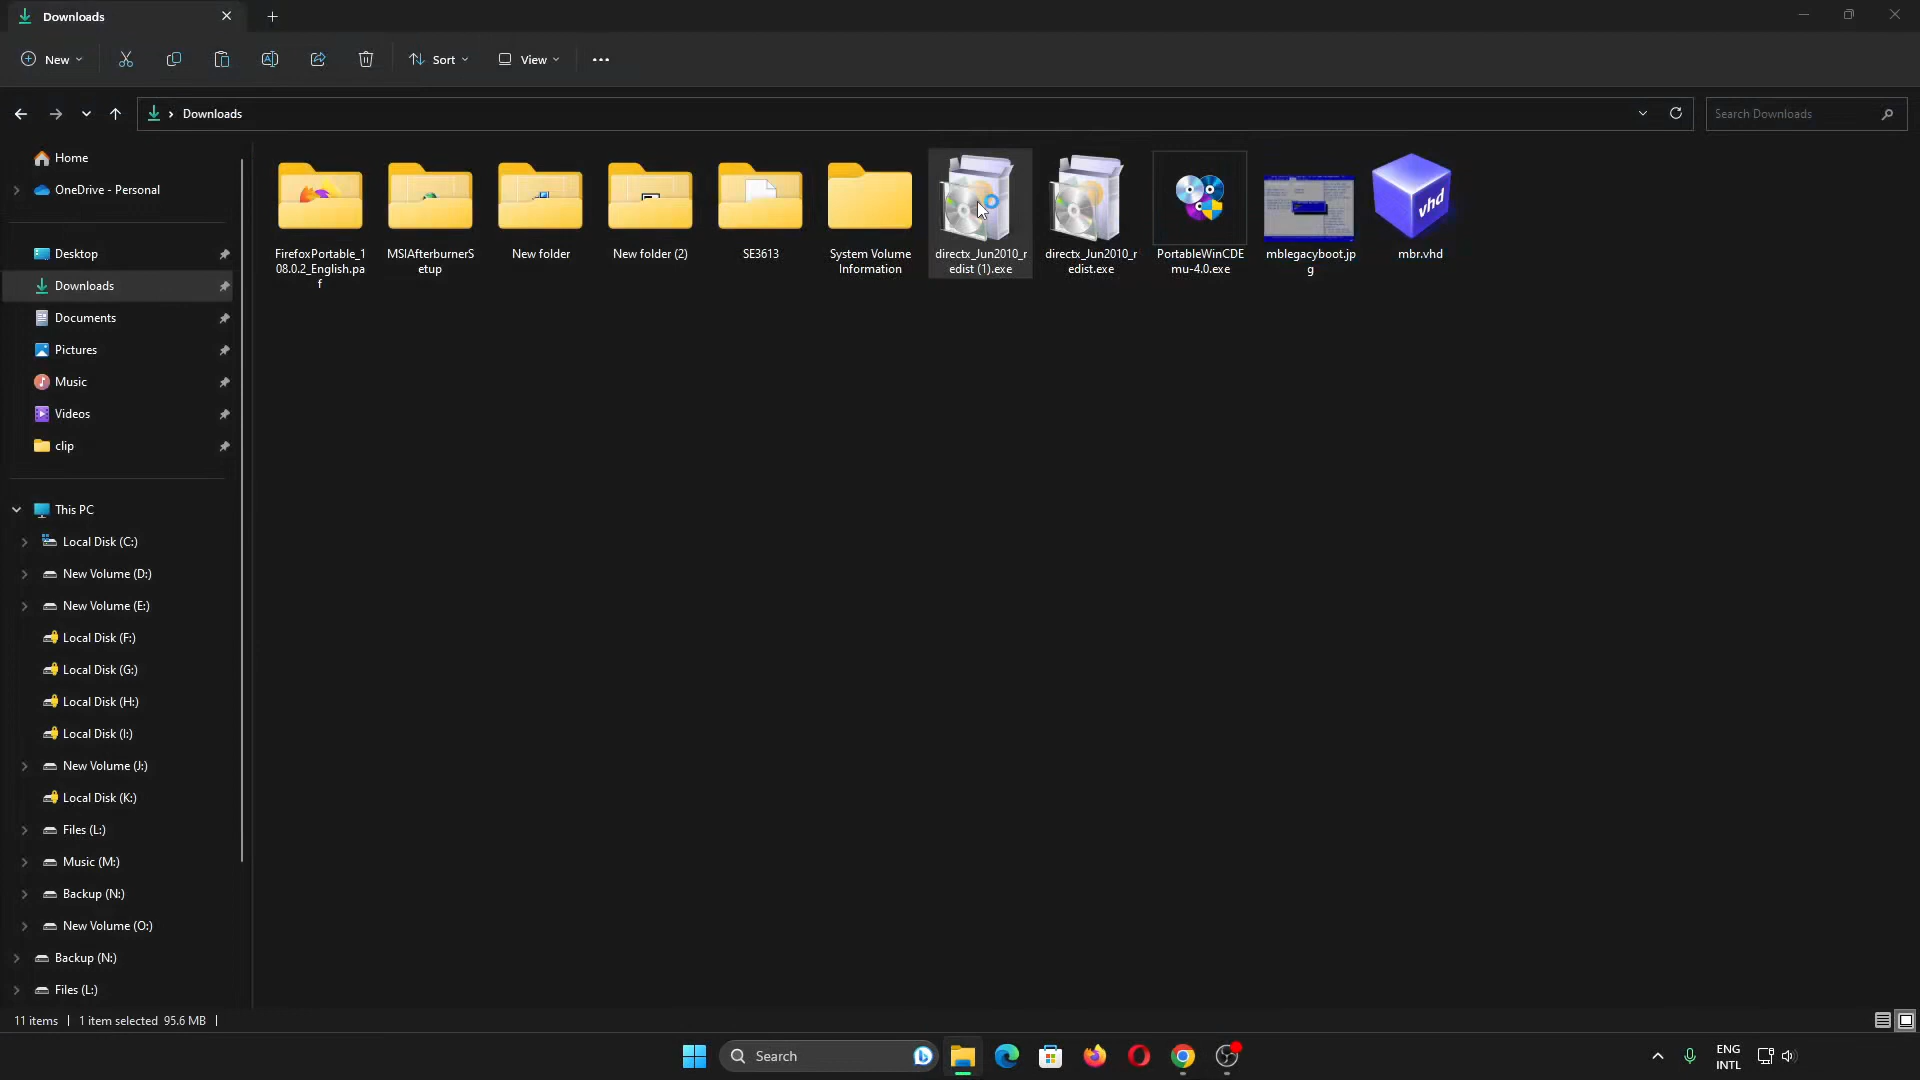 Downloads
New
Sort
View
Downloads
Search Downloads
Home
OneDrive - Personal
Desktop
Downloads
Documents
Pictures
Music
Videos
clip
This PC
Local Disk (C:)
New Volume (D:)
New Volume (E:)
Local Disk (F:)
Local Disk (G:)
Local Disk (H:)
Local Disk (I:)
New Volume (J:)
Local Disk (K:)
Files (L:)
Music (M:)
Backup (N:)
New Volume (O:)
Backup (N:)
Files (L:)
FirefoxPortable_1
08.0.2_English.pa
f
MSIAfterburnerS
etup
New folder
New folder (2)
SE3613
System Volume
Information
directx_Jun2010_r
edist (1).exe
directx_Jun2010_r
edist.exe
PortableWinCDE
mu-4.0.exe
mblegacyboot.jp
g
vhd
mbr.vhd
11 items
1 item selected 95.6 MB
Search
ENG
INTL